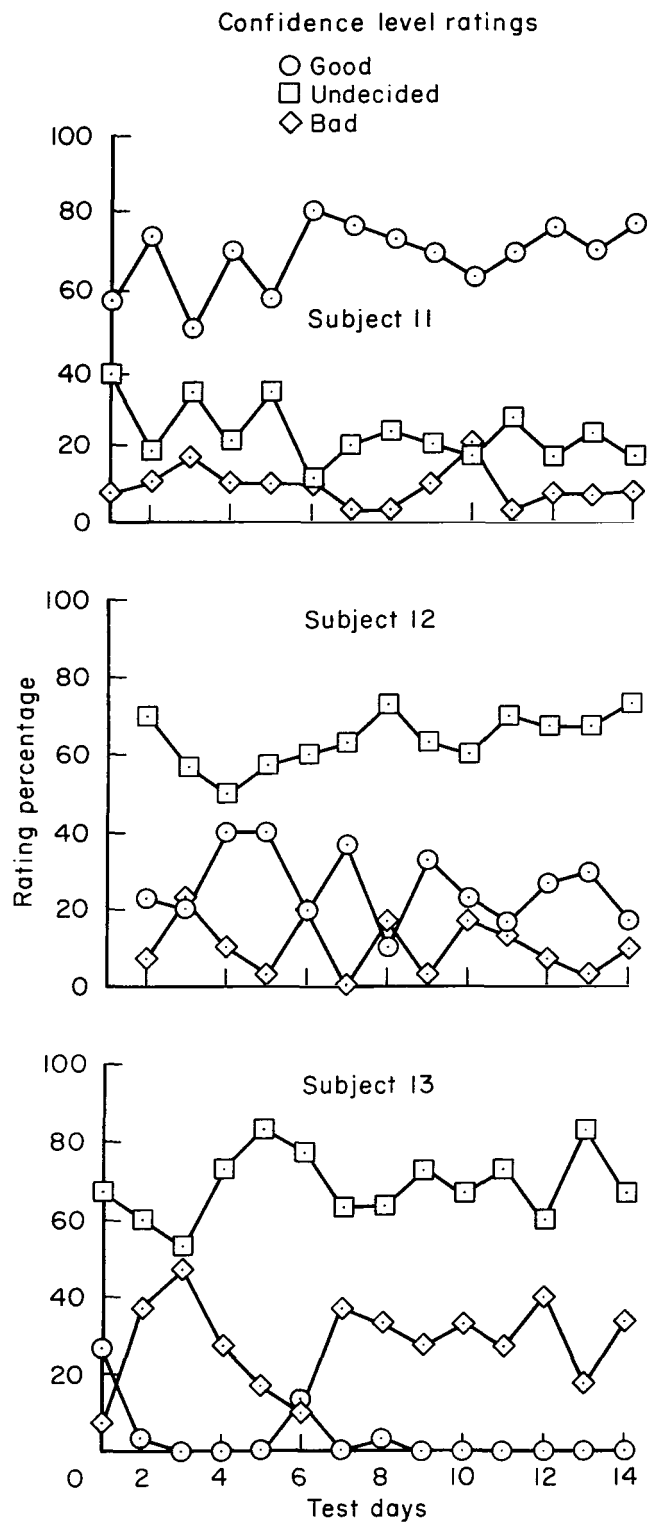 Confidence level ratings
Good
Undecided
Bad
100
80
60
Subject 11
40
20
0
100
Subject 12
80
60
40
20
0
Rating percentage
100
Subject 13
80
60
40
20
0 2 4 6 8 10 12 14
Test days